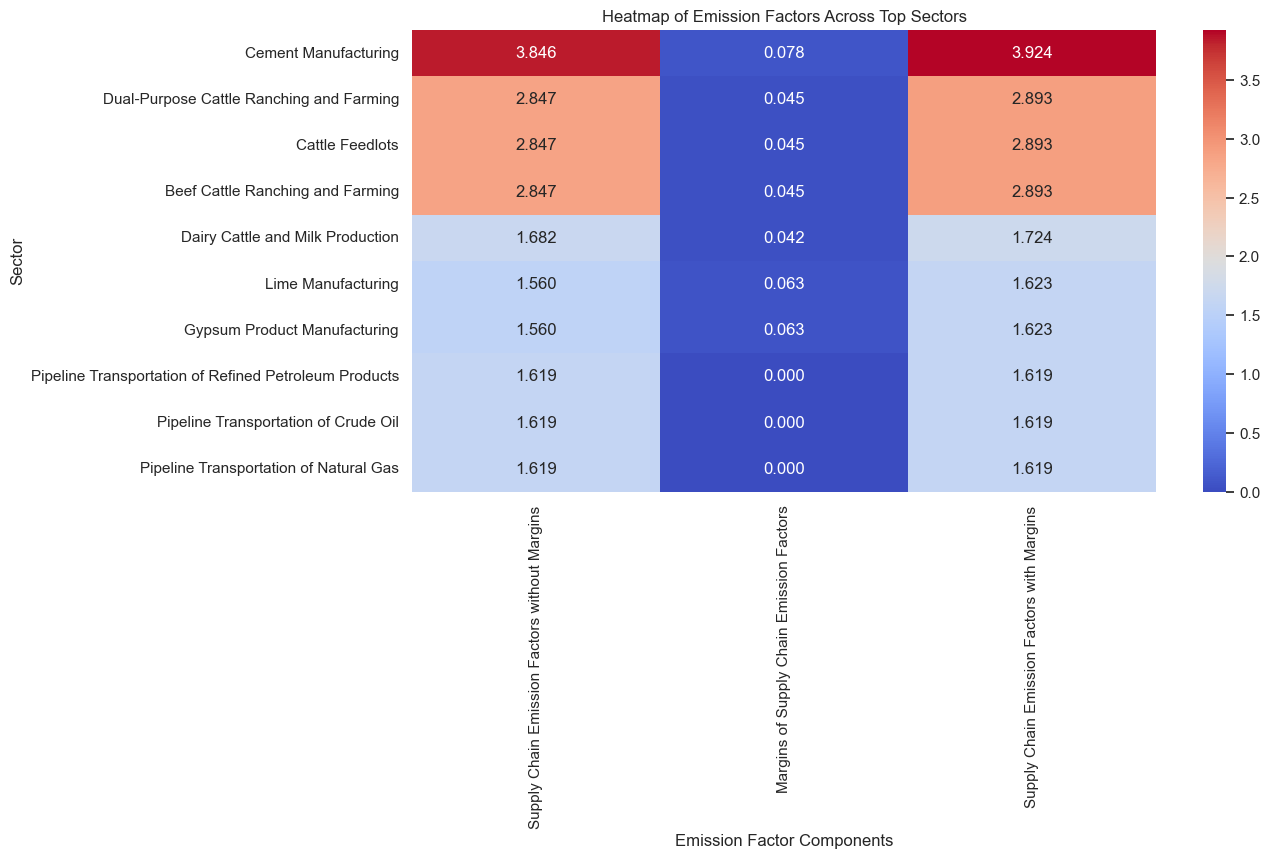 Heatmap of Emission Factors Across Top Sectors
Sector
Cement Manufacturing 3.846 0.078 3.924
Dual-Purpose Cattle Ranching and Farming 2.847 0.045 2.893
Cattle Feedlots 2.847 0.045 2.893
Beef Cattle Ranching and Farming 2.847 0.045 2.893
Dairy Cattle and Milk Production 1.682 0.042 1.724
Lime Manufacturing 1.560 0.063 1.623
Gypsum Product Manufacturing 1.560 0.063 1.623
Pipeline Transportation of Refined Petroleum Products 1.619 0.000 1.619
Pipeline Transportation of Crude Oil 1.619 0.000 1.619
Pipeline Transportation of Natural Gas 1.619 0.000 1.619
Supply Chain Emission Factors without Margins
Margins of Supply Chain Emission Factors
Supply Chain Emission Factors with Margins
Emission Factor Components
3.5
3.0
2.5
2.0
1.5
1.0
0.5
0.0